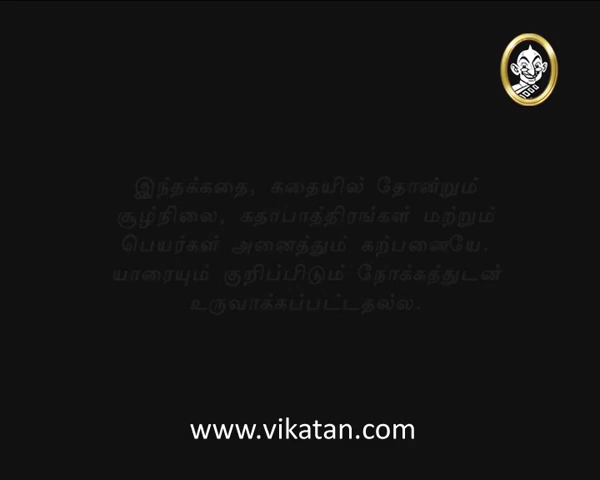 இந்தக்கதை, கதையில் தோன்றும்
சூழ்நிலை, கதாபாத்திரங்கள் மற்றும்
பெயர்கள் அனைத்தும் கற்பனையே.
யாரையும் குறிப்பிடும் நோக்கத்துடன்
உருவாக்கப்பட்டதல்ல.
www.vikatan.com